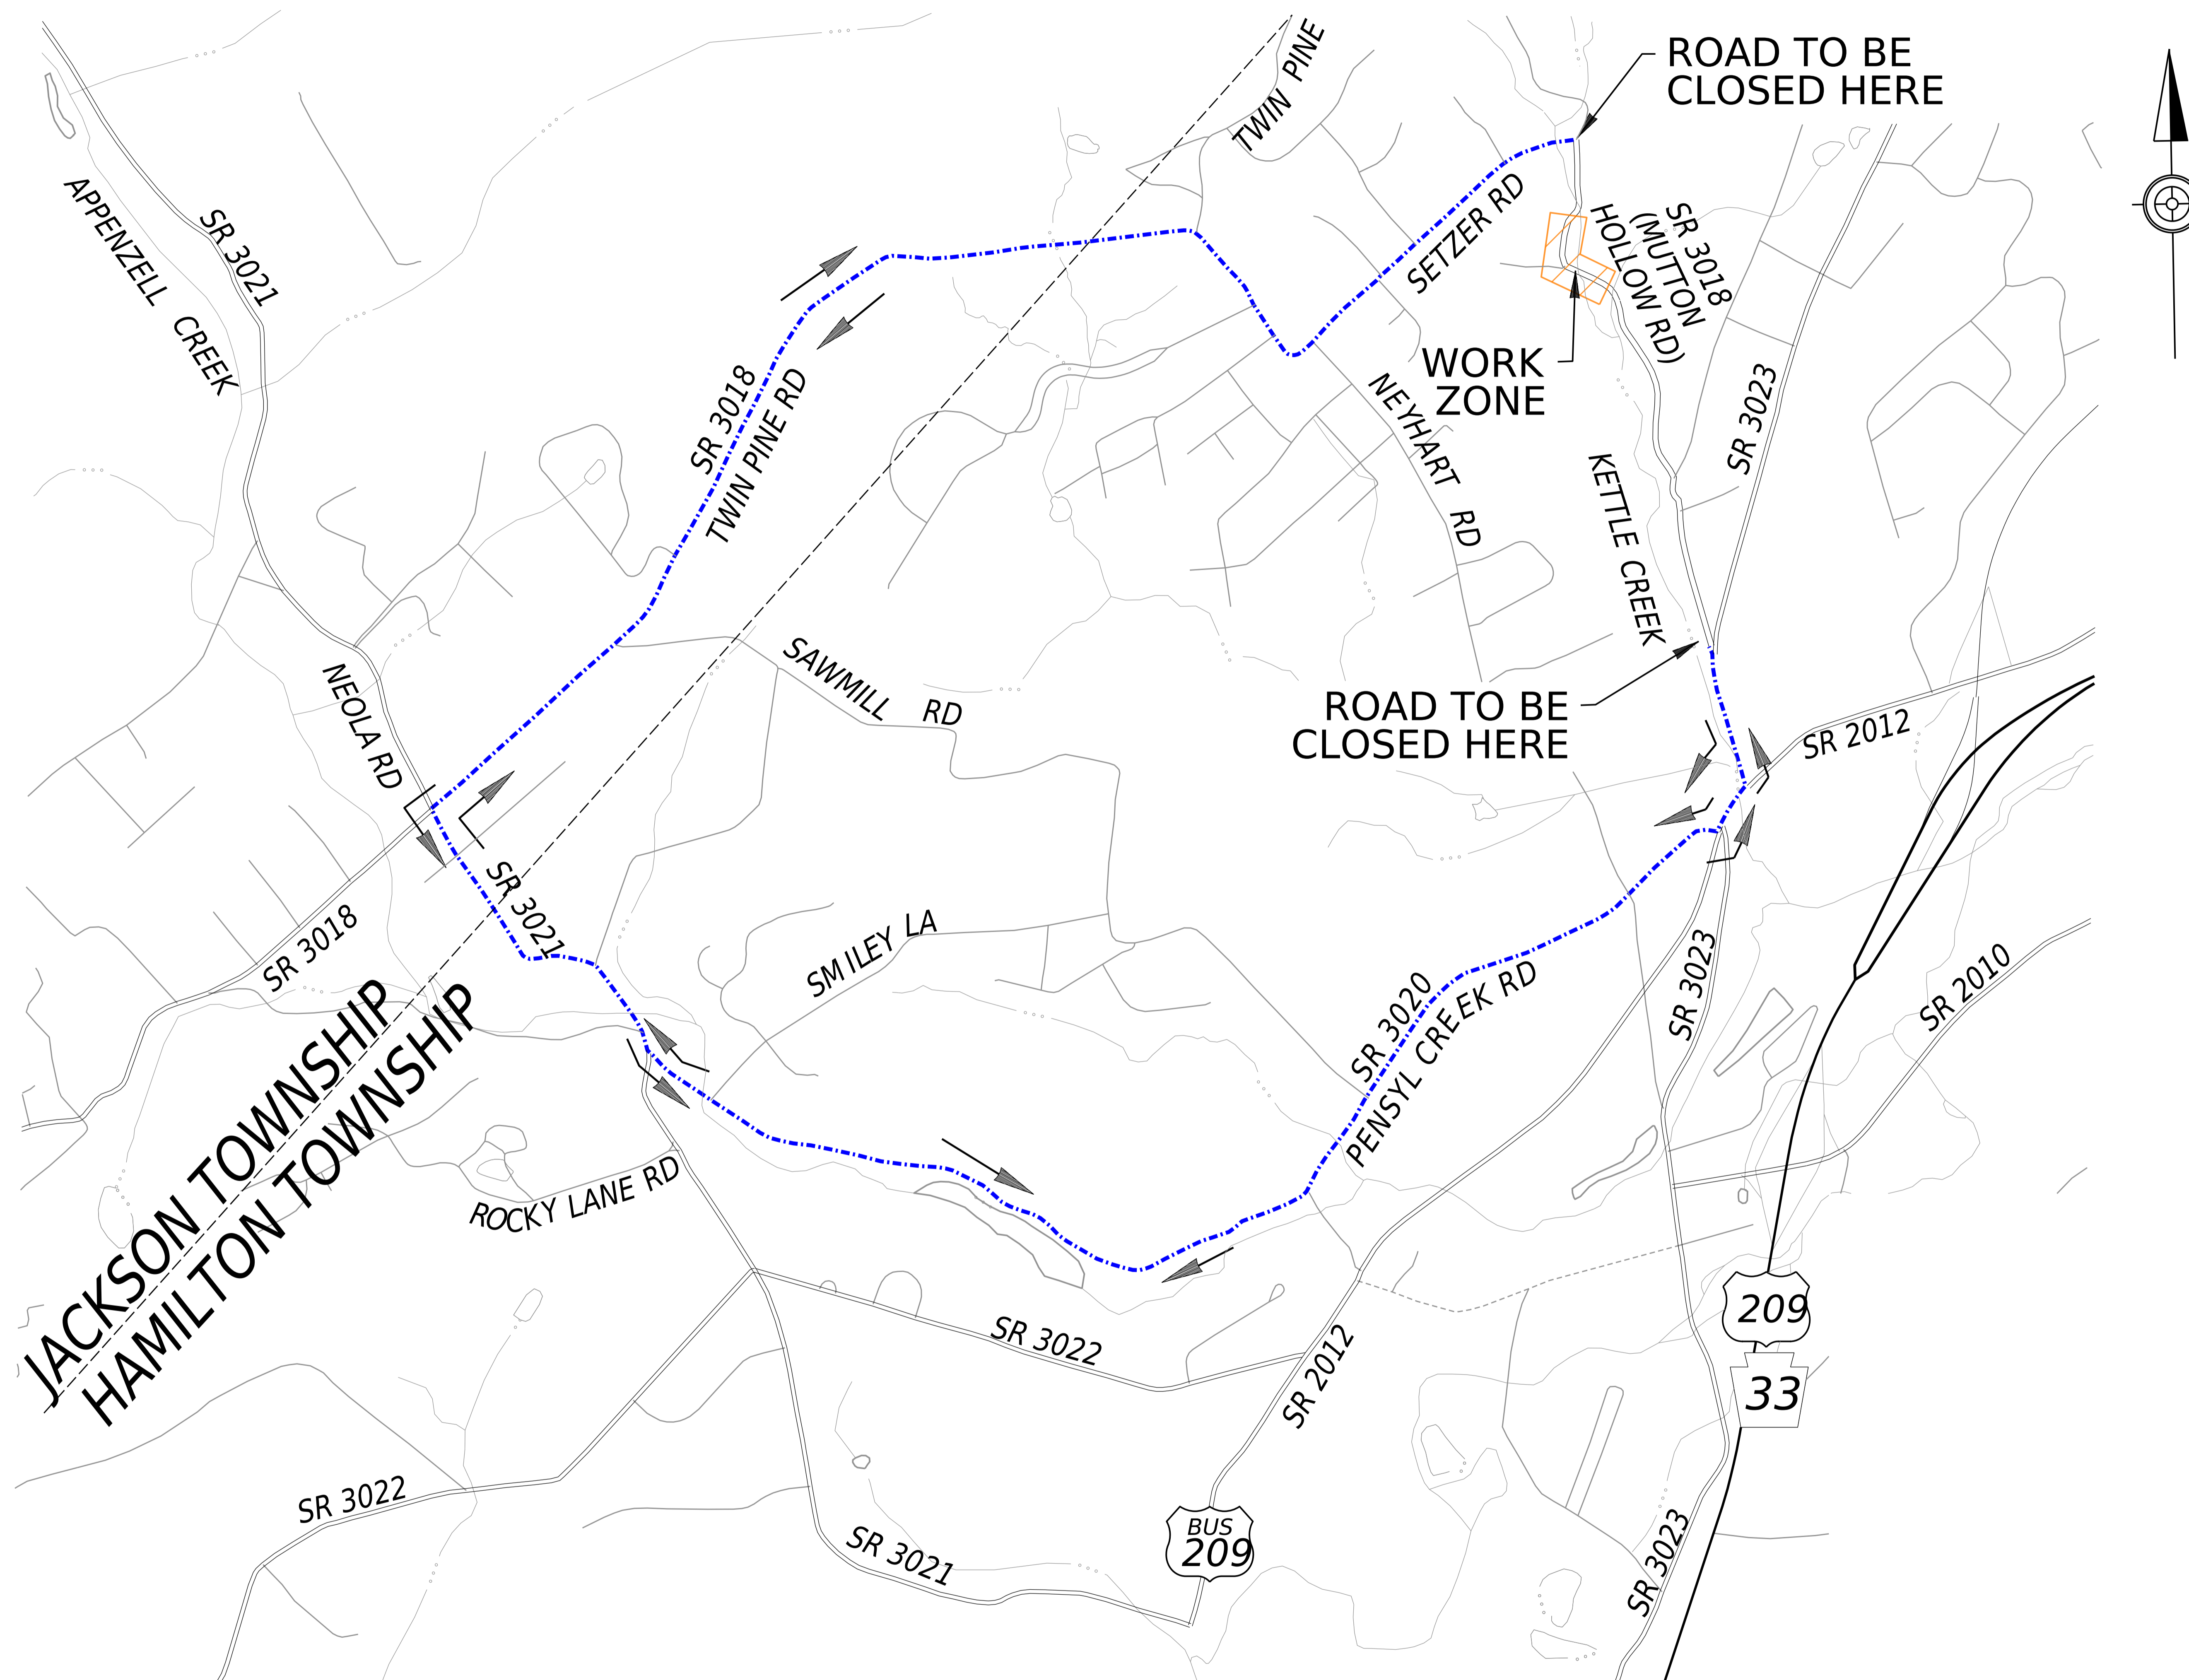 ROAD TO BE
CLOSED HERE
TWIN PINE
APPENZELL CREEK
SR 3021
SETZER RD
SR 3018
(MUTTON
HOLLOW RD)
WORK
ZONE
SR 3018
TWIN PINE RD
NEYHART RD
SR 3023
KETTLE CREEK
NEOLA RD
SAWMILL RD
ROAD TO BE
CLOSED HERE
SR 2012
SR 3021
SR 3018
SMILEY LA
SR 3020
PENSYL CREEK RD
SR 3023
SR 2010
JACKSON TOWNSHIP
HAMILTON TOWNSHIP
ROCKY LANE RD
209
33
SR 3022
SR 2012
SR 3022
BUS
209
SR 3021
SR 3023